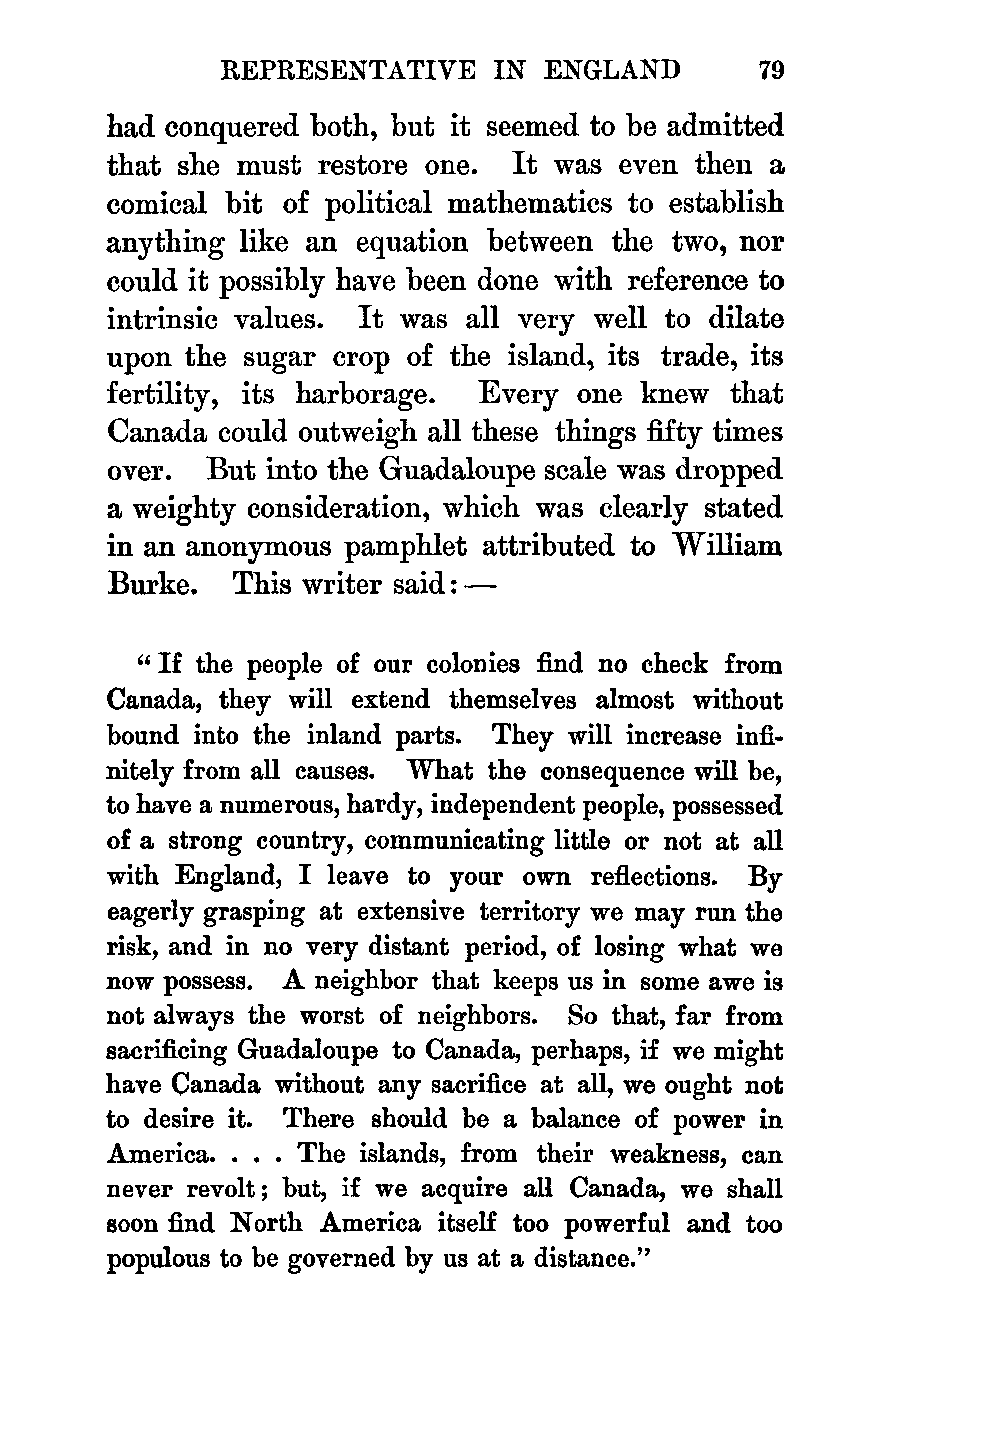 REPRESENTATIVE IN ENGLAND 79
had conquered both, but it seemed to be admitted
that she must restore one. It was even then a
comical bit of political mathematics to establish
anything like an equation between the two, nor
could it possibly have been done with reference to
intrinsic values. It was all very well to dilate
upon the sugar crop of the island, its trade, its
fertility, its harborage. Every one knew that
Canada could outweigh all these things fifty times
over. But into the Guadaloupe scale was dropped
a weighty consideration, which was clearly stated
in an anonymous pamphlet attributed to William
Burke. This writer said: —
“If the people of our colonies find no check from
Canada, they will extend themselves almost without
bound into the inland parts. They will increase infi-
nitely from all causes. What the consequence will be,
to have a numerous, hardy, independent people, possessed
of a strong country, communicating little or not at all
with England, I leave to your own reflections. By
eagerly grasping at extensive territory we may run the
risk, and in no very distant period, of losing what we
now possess. A neighbor that keeps us in some awe is
not always the worst of neighbors. So that, far from
sacrificing Guadaloupe to Canada, perhaps, if we might
have Canada without any sacrifice at all, we ought not
to desire it. There should be a balance of power in
America. . . . The islands, from their weakness, can
never revolt; but, if we acquire all Canada, we shall
soon find North America itself too powerful and too
populous to be governed by us at a distance.”